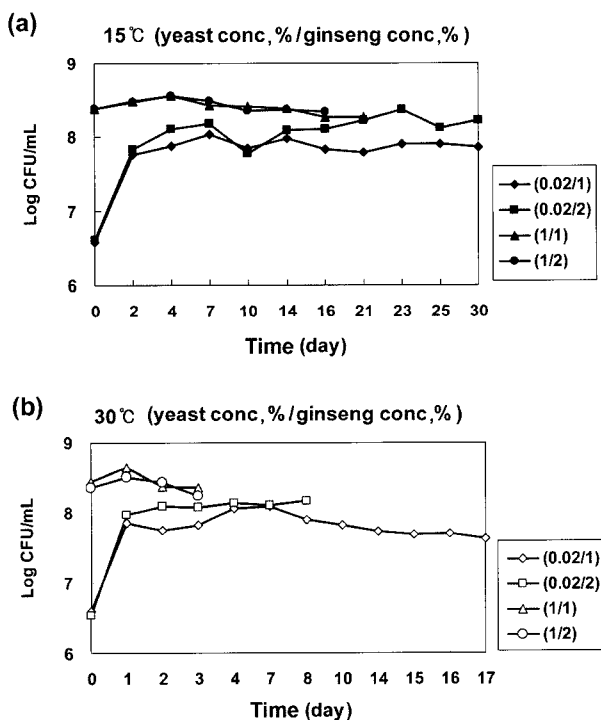 (a)
15℃ (yeast conc, %/ginseng conc,%)
9
8
7
6
Log CFU/mL
0 2 4 7 10 14 16 21 23 25 30
Time (day)
(0.02/1)
(0.02/2)
(1/1)
(1/2)
(b)
30℃ (yeast conc, %/ginseng conc,%)
9
8
7
6
Log CFU/mL
0 1 2 3 4 7 8 10 14 15 16 17
Time (day)
(0.02/1)
(0.02/2)
(1/1)
(1/2)